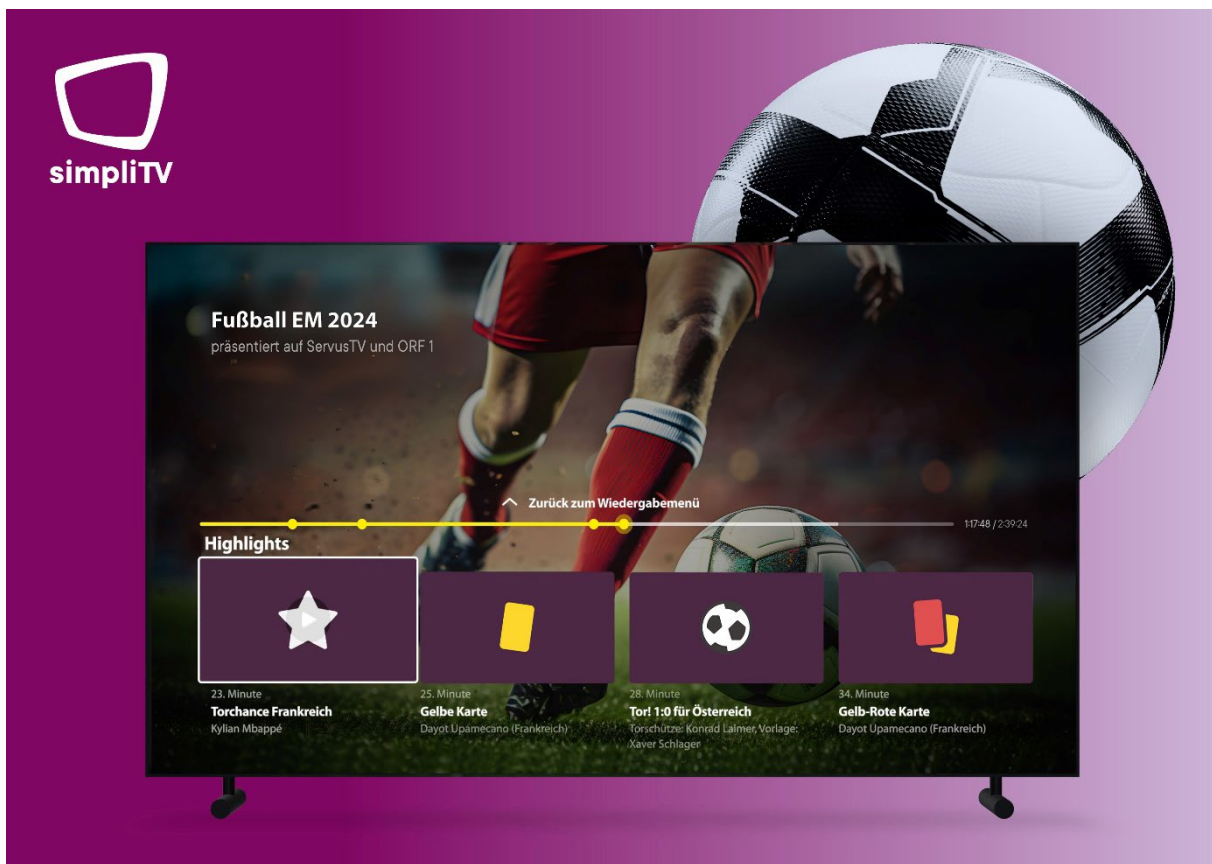 simpliTV
Fußball EM 2024
präsentiert auf ServusTV und ORF 1
Zurück zum Wiedergabemenü
1:17:48 / 2:39:24
Highlights
23. Minute
Torchance Frankreich
Kylian Mbappé
25. Minute
Gelbe Karte
Dayot Upamecano (Frankreich)
28. Minute
Tor! 1:0 für Österreich
Torschütze: Konrad Laimer, Vorlage:
Xaver Schlager
34. Minute
Gelb-Rote Karte
Dayot Upamecano (Frankreich)